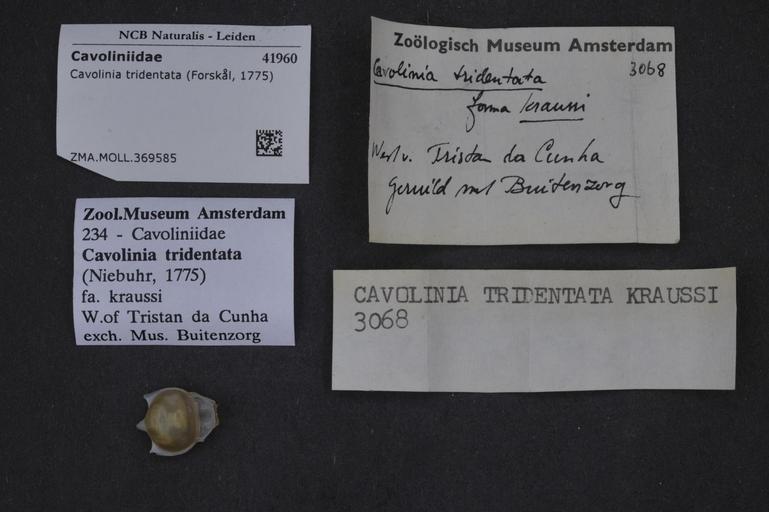 NCB Naturalis - Leiden
Cavoliniidae 41960
Cavolinia tridentata (Forskål, 1775)
ZMA.MOLL.369585
Zoölogisch Museum Amsterdam
3068
Cavolinia tridentata
forma kraussi
West v. Tristan da Cunha
geruild met Buitenzorg
Zool.Museum Amsterdam
234 - Cavoliniidae
Cavolinia tridentata
(Niebuhr, 1775)
fa. kraussi
W.of Tristan da Cunha
exch. Mus. Buitenzorg
CAVOLINIA TRIDENTATA KRAUSSI
3068